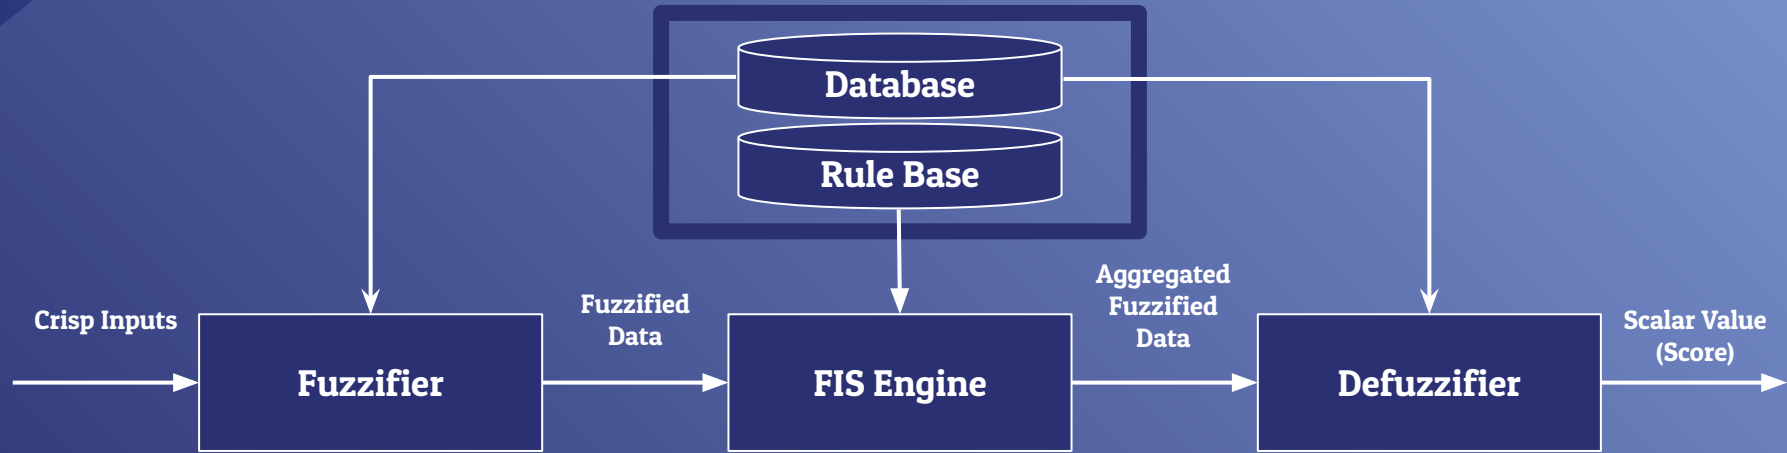 Database
Rule Base
Crisp Inputs
Fuzzifier
Fuzzified
Data
FIS Engine
Aggregated
Fuzzified
Data
Defuzzifier
Scalar Value
(Score)